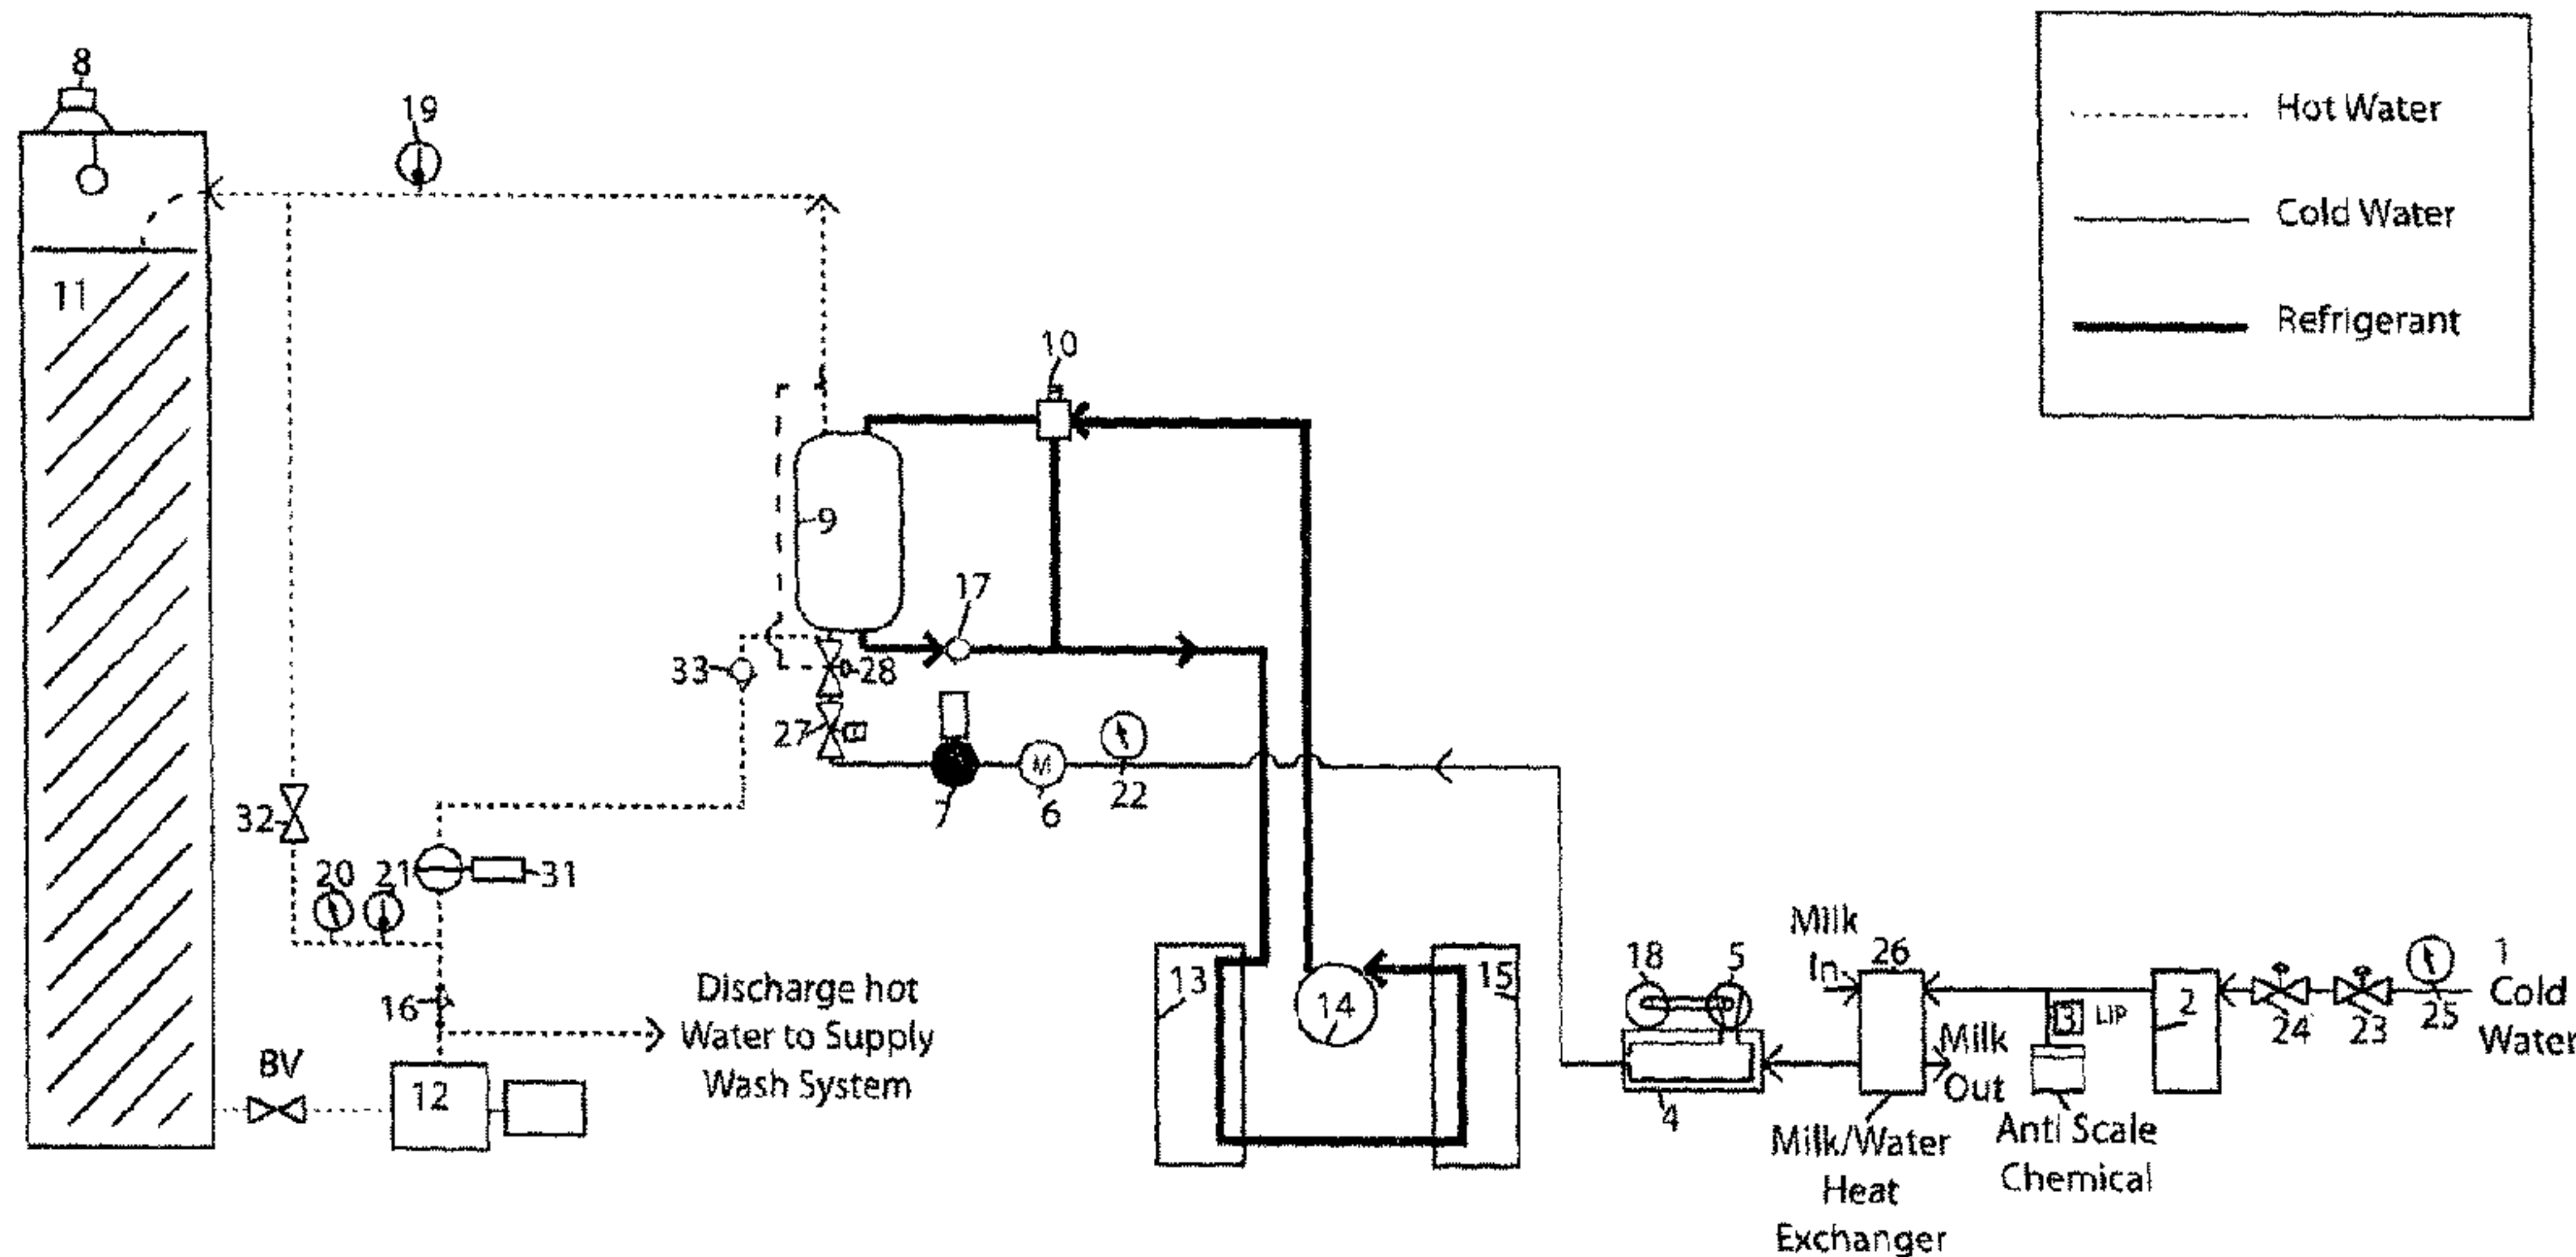 8
19
Hot Water
Cold Water
Refrigerant
11
10
9
17
33
28
27
M
7
6
22
32
20
21
31
16
Discharge hot
Water to Supply
Wash System
BV
12
13
14
15
18
5
4
Milk
In
26
Milk
Out
Milk/Water
Heat
Exchanger
3
LIP
Anti Scale
Chemical
2
24
23
25
1
Cold
Water